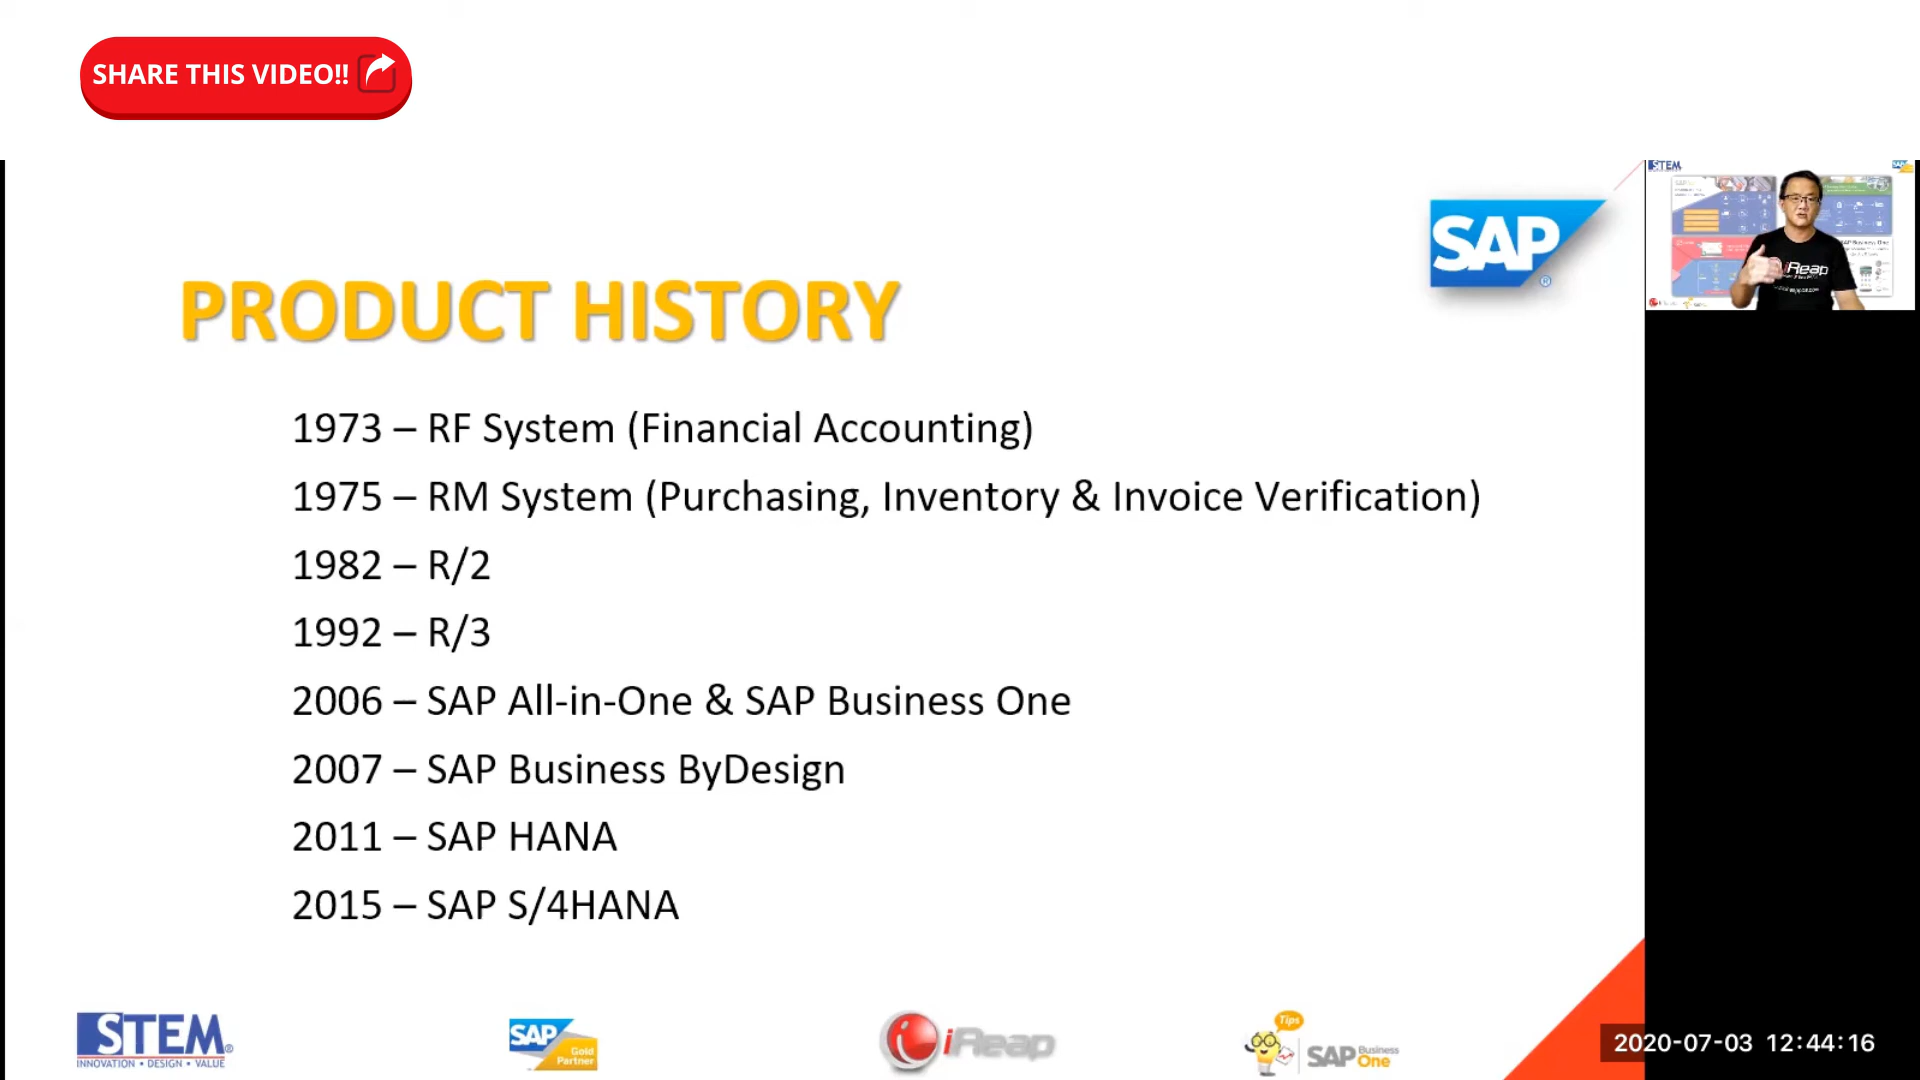 SHARE THIS VIDEO!!
STEM
SAP
SAP
iReap
PRODUCT HISTORY
1973 – RF System (Financial Accounting)
1975 – RM System (Purchasing, Inventory & Invoice Verification)
1982 – R/2
1992 – R/3
2006 – SAP All-in-One & SAP Business One
2007 – SAP Business ByDesign
2011 – SAP HANA
2015 – SAP S/4HANA
STEM®
INNOVATION • DESIGN • VALUE
SAP Gold Partner
iReap
Tips
SAP Business One
2020-07-03 12:44:16